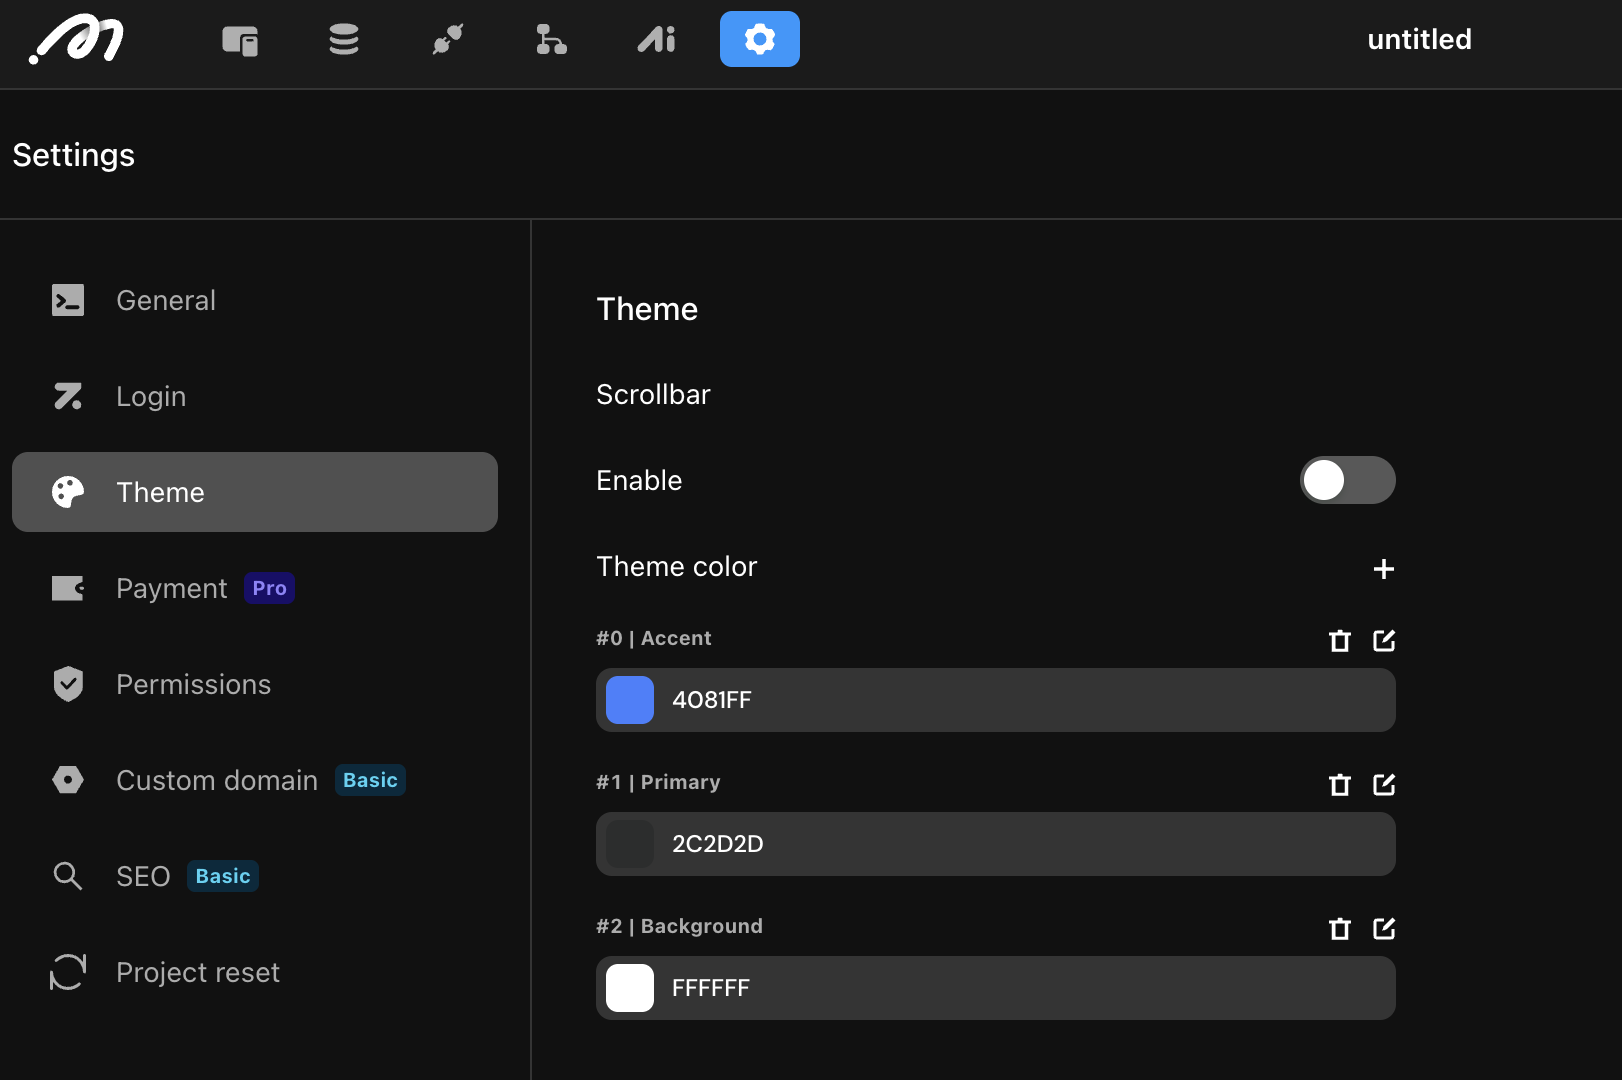 untitled
Settings
General
Login
Theme
Payment Pro
Permissions
Custom domain Basic
SEO Basic
Project reset
Theme
Scrollbar
Enable
Theme color
#0 | Accent
4081FF
#1 | Primary
2C2D2D
#2 | Background
FFFFFF